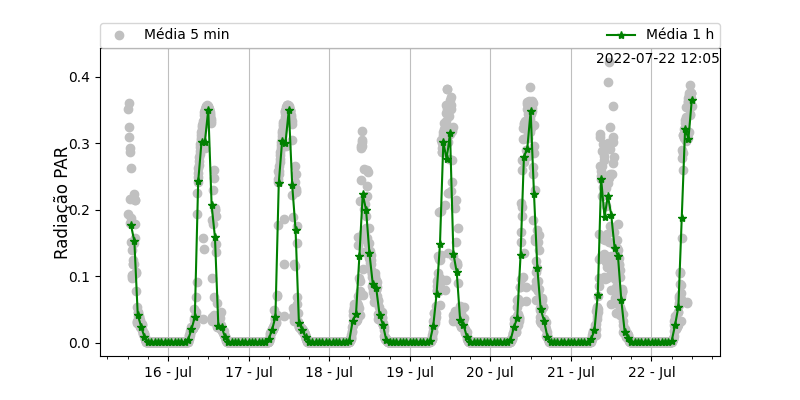 Média 5 min
Média 1 h
2022-07-22 12:05
Radiação PAR
0.4
0.3
0.2
0.1
0.0
16 - Jul
17 - Jul
18 - Jul
19 - Jul
20 - Jul
21 - Jul
22 - Jul